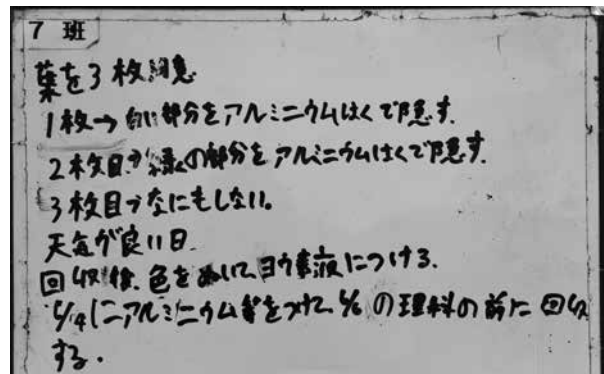 7 班
葉を3枚用意
1枚→白い部分をアルミニウムはくで隠す.
2枚目→緑の部分をアルミニウムはくで隠す.
3枚目→なにもしない。
天気が良い日
回収後.色をぬいて.ヨウ素液につける.
5/4にアルミニウム箔をつけて.5/6の理科の前に回収
する.